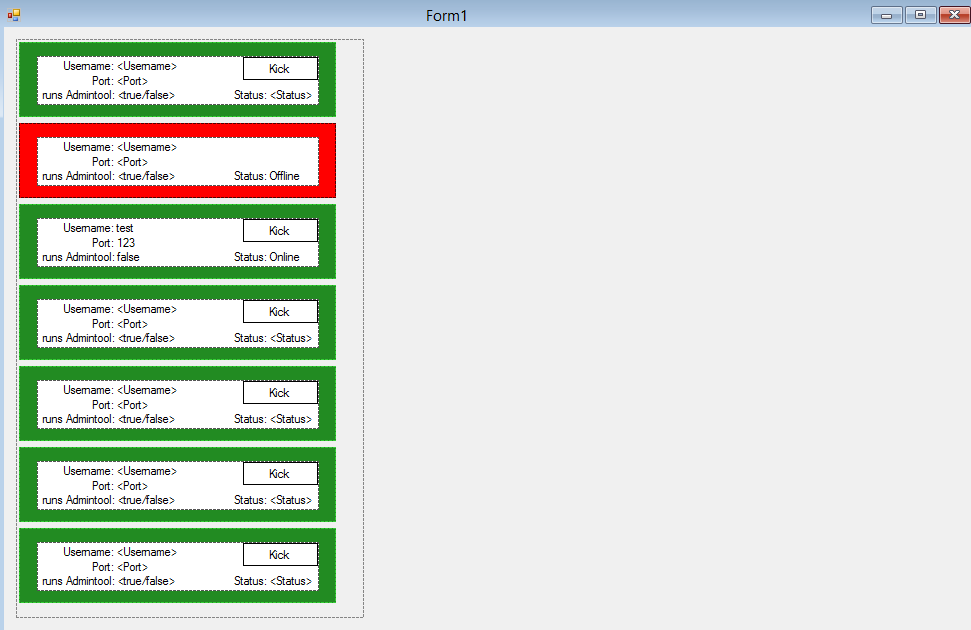 Form1
Username: <Username> Kick
Port: <Port>
runs Admintool: <true/false> Status: <Status>
Username: <Username>
Port: <Port>
runs Admintool: <true/false> Status: Offline
Username: test Kick
Port: 123
runs Admintool: false Status: Online
Username: <Username> Kick
Port: <Port>
runs Admintool: <true/false> Status: <Status>
Username: <Username> Kick
Port: <Port>
runs Admintool: <true/false> Status: <Status>
Username: <Username> Kick
Port: <Port>
runs Admintool: <true/false> Status: <Status>
Username: <Username> Kick
Port: <Port>
runs Admintool: <true/false> Status: <Status>